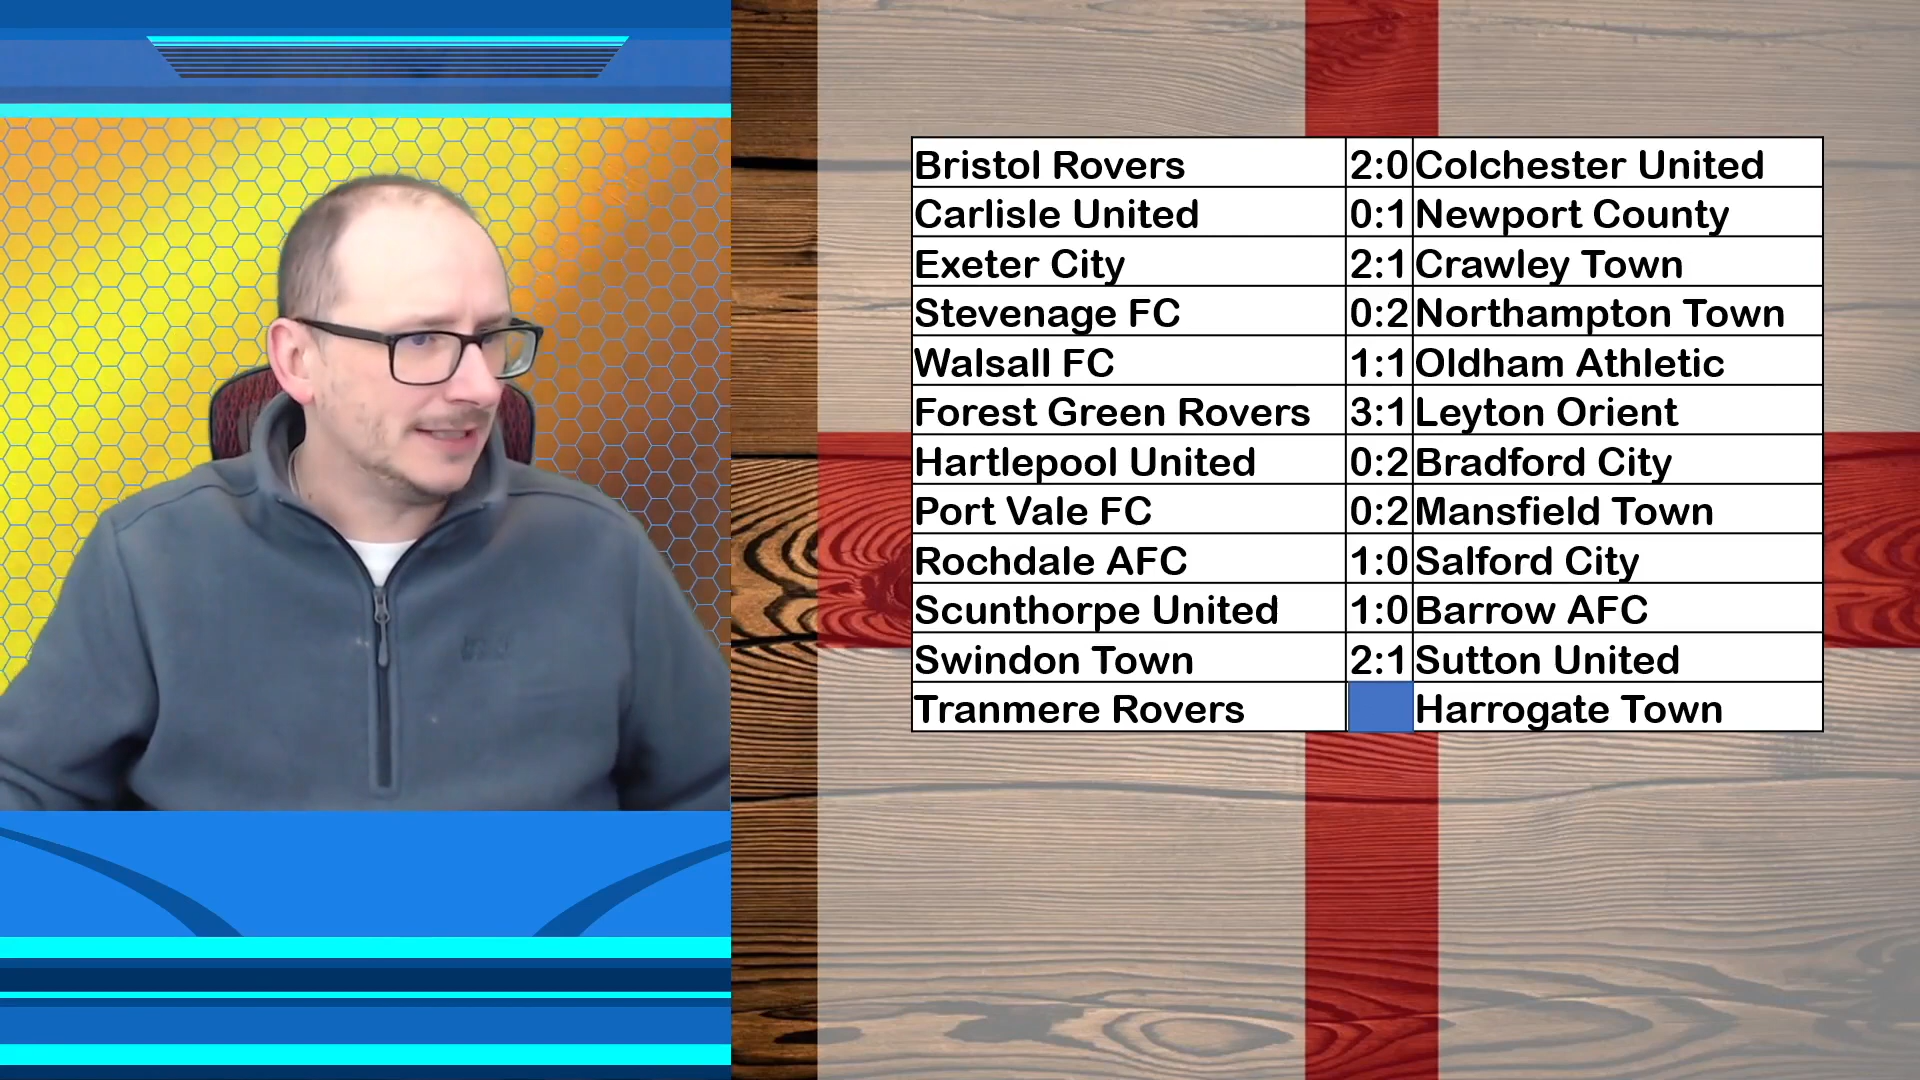 Bristol Rovers 2:0 Colchester United
Carlisle United 0:1 Newport County
Exeter City 2:1 Crawley Town
Stevenage FC 0:2 Northampton Town
Walsall FC 1:1 Oldham Athletic
Forest Green Rovers 3:1 Leyton Orient
Hartlepool United 0:2 Bradford City
Port Vale FC 0:2 Mansfield Town
Rochdale AFC 1:0 Salford City
Scunthorpe United 1:0 Barrow AFC
Swindon Town 2:1 Sutton United
Tranmere Rovers Harrogate Town